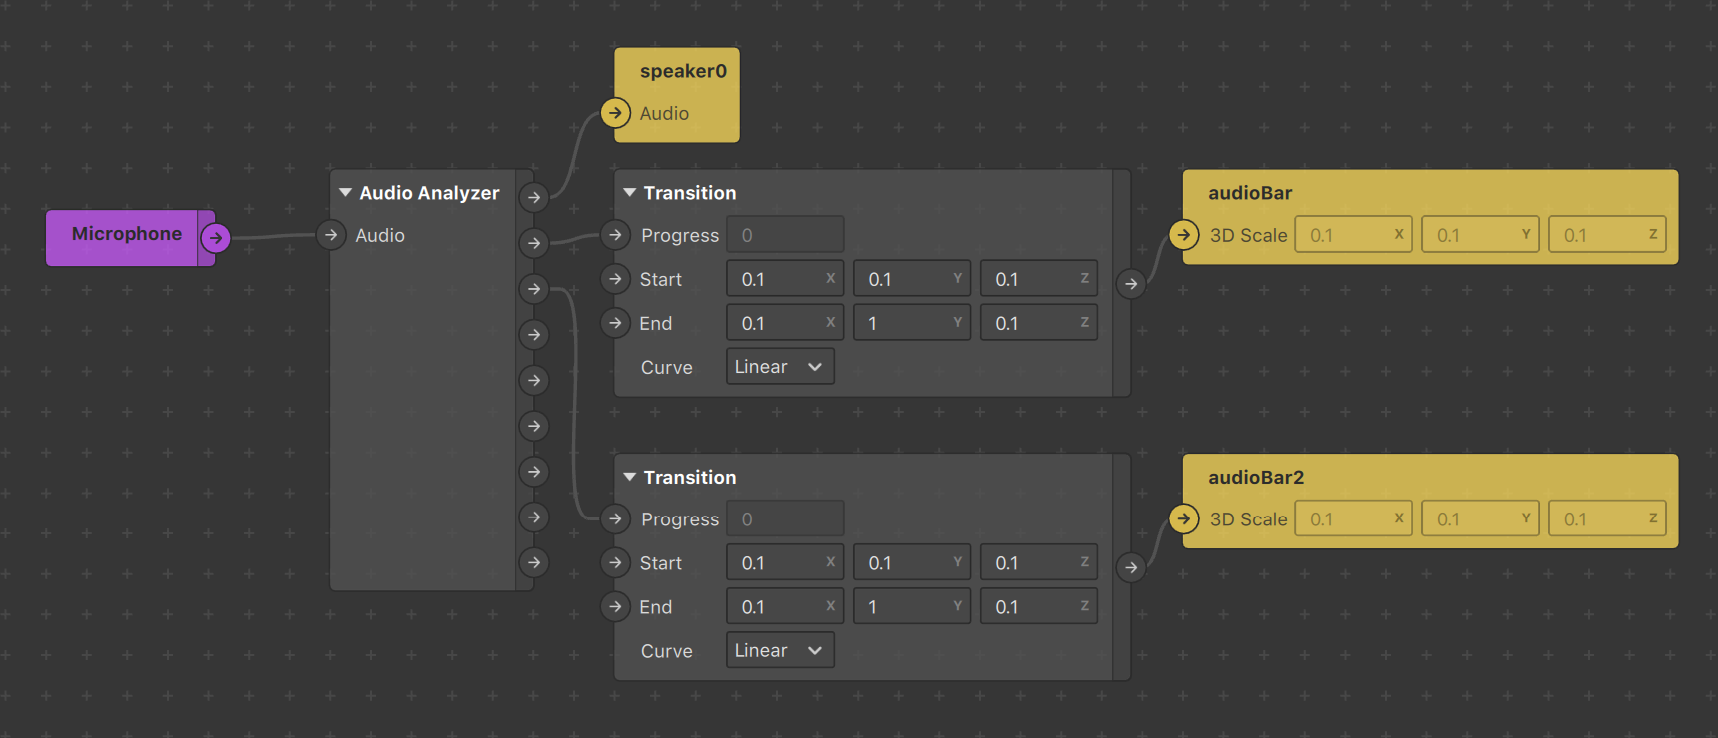 speaker0
Audio
Microphone
Audio Analyzer
Audio
Transition
Progress 0
Start 0.1 X 0.1 Y 0.1 Z
End 0.1 X 1 Y 0.1 Z
Curve Linear
audioBar
3D Scale 0.1 X 0.1 Y 0.1 Z
Transition
Progress 0
Start 0.1 X 0.1 Y 0.1 Z
End 0.1 X 1 Y 0.1 Z
Curve Linear
audioBar2
3D Scale 0.1 X 0.1 Y 0.1 Z